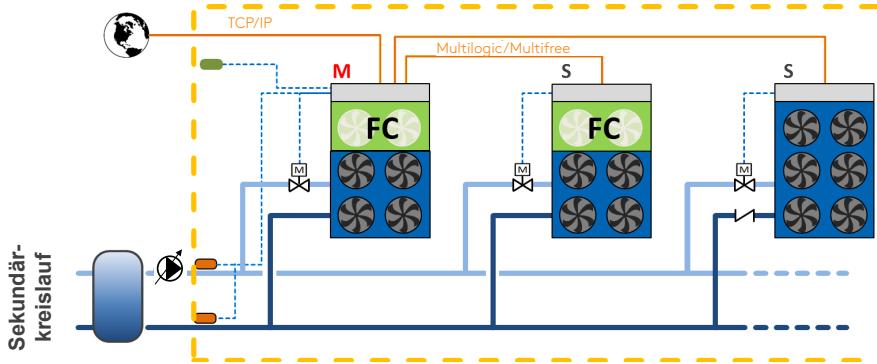 TCP/IP
Multilogic/Multifree
M
S
S
FC
FC
M
M
M
Sekundär-
kreislauf